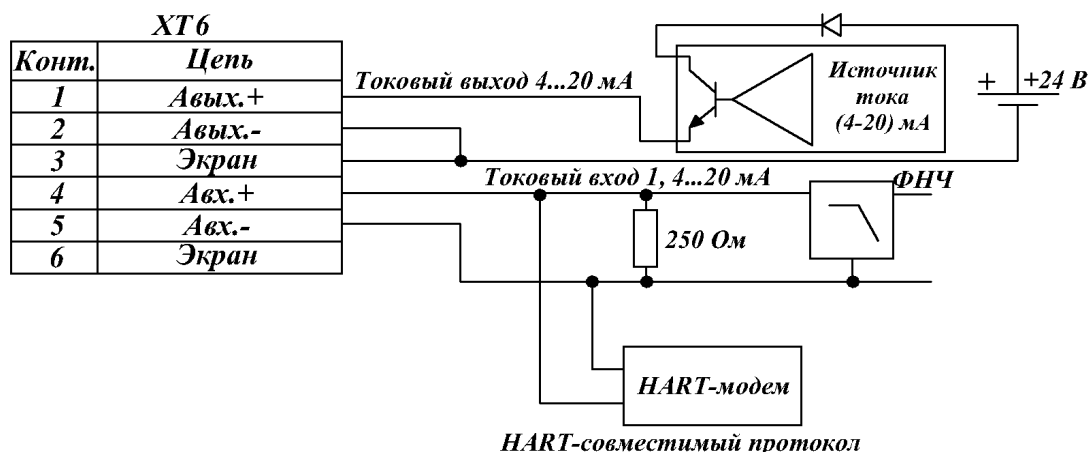 ХТ6
Конт. Цепь
1 Авых.+
2 Авых.-
3 Экран
4 Авх.+
5 Авх.-
6 Экран
Токовый выход 4...20 мА
Источник
тока
(4-20) мА
+ +24 В
Токовый вход 1, 4...20 мА
ФНЧ
250 Ом
HART-модем
HART-совместимый протокол